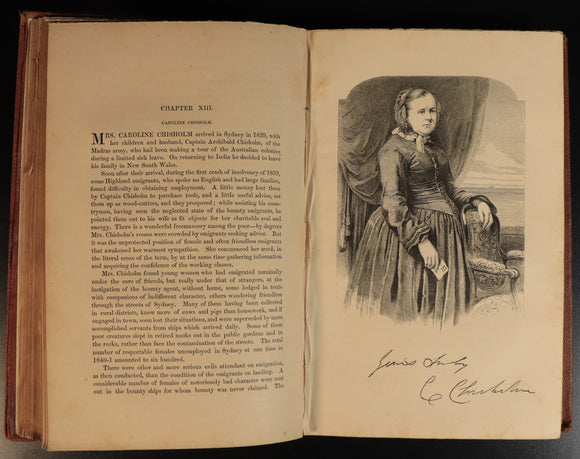 CHAPTER XIII.
CAROLINE CHISHOLM.
MRS. CAROLINE CHISHOLM arrived in Sydney in 1839, with
her children and husband, Captain Archibald Chisholm, of the
Madras army, who had been making a tour of the Australian colonies
during a limited sick leave. On returning to India he decided to leave
his family in New South Wales.
Soon after their arrival, during the first crash of insolvency of 1839,
some Highland emigrants, who spoke no English and had large families,
found difficulty in obtaining employment. A little money lent them
by Captain Chisholm to purchase tools, and a little useful advice,
set them up as wood-cutters, and they prospered; while assisting his coun-
trymen, having seen the neglected state of the bounty emigrants, he
pointed them out to his wife as fit objects for her charitable zeal and
energy. There is a wonderful freemasonry among the poor—by degrees
Mrs. Chisholm's rooms were crowded by emigrants seeking advice. But
it was the unprotected position of female and often friendless emigrants
that awakened her warmest sympathies. She commenced her work, in
the literal sense of the term, by at the same time gathering information
and acquiring the confidence of the working classes.
Mrs. Chisholm found young women who had emigrated nominally
under the care of friends, but really under that of strangers, at the
instigation of the bounty agent, without home, some lodged in tents
with companions of indifferent character, others wandering friendless
through the streets of Sydney. Many of them having been collected
in rural districts, knew more of cows and pigs than housework, and if
engaged in town, soon lost their situations, and were superseded by more
accomplished servants from ships which arrived daily. Some of these
poor creatures slept in retired nooks out in the public gardens and in
the rocks, rather than face the contamination of the streets. The total
number of respectable females unemployed in Sydney at one time in
1840-1 amounted to six hundred.
There were other and more serious evils attendant on emigration,
as then conducted, than the condition of the emigrants on landing. A
considerable number of females of notoriously bad character were sent
out in the bounty ships for whom bounty was never claimed. The
Yours truly
C Chisholm